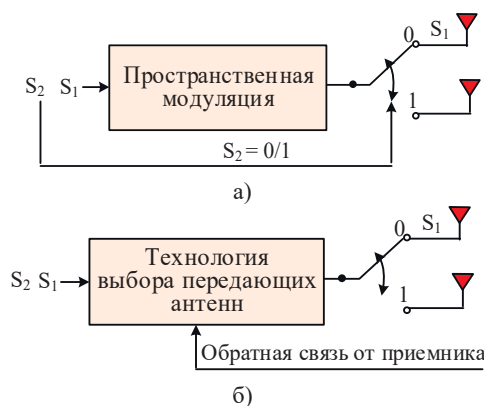 0 S₁
S₂ S₁
Пространственная
модуляция
1
S₂ = 0/1
а)
0 S₁
S₂ S₁
Технология
выбора передающих
антенн
1
Обратная связь от приемника
б)